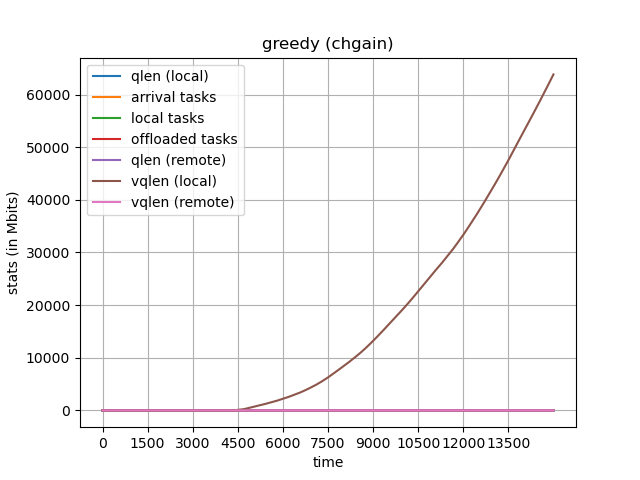 greedy (chgain)
qlen (local)
arrival tasks
local tasks
offloaded tasks
qlen (remote)
vqlen (local)
vqlen (remote)
stats (in Mbits)
60000
50000
40000
30000
20000
10000
0
0 1500 3000 4500 6000 7500 9000 10500 12000 13500
time